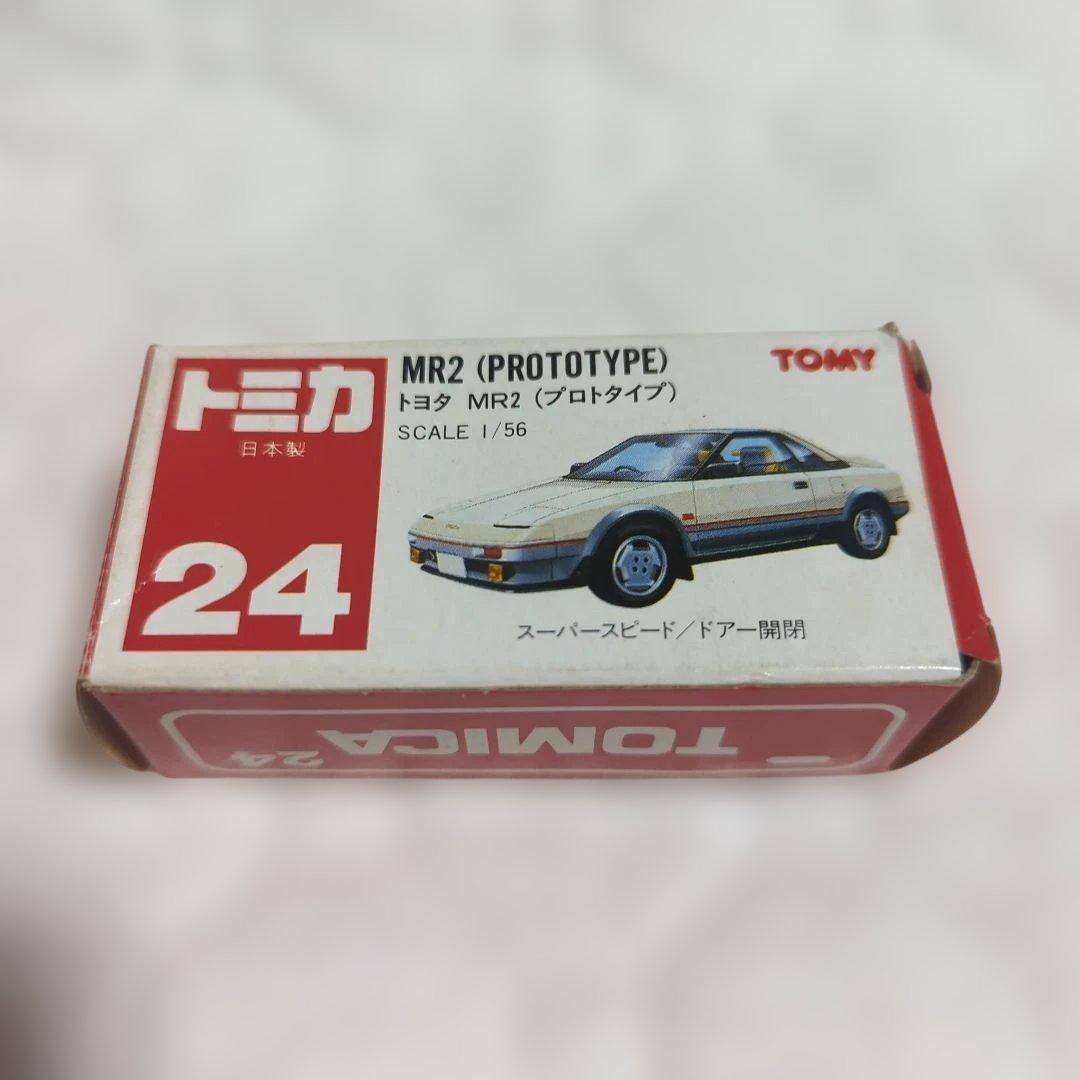 トミカ
日本製
24
MR2 (PROTOTYPE)
トヨタ MR2 (プロトタイプ)
SCALE 1/56
TOMY
スーパースピード/ドアー開閉
TOMICA 24